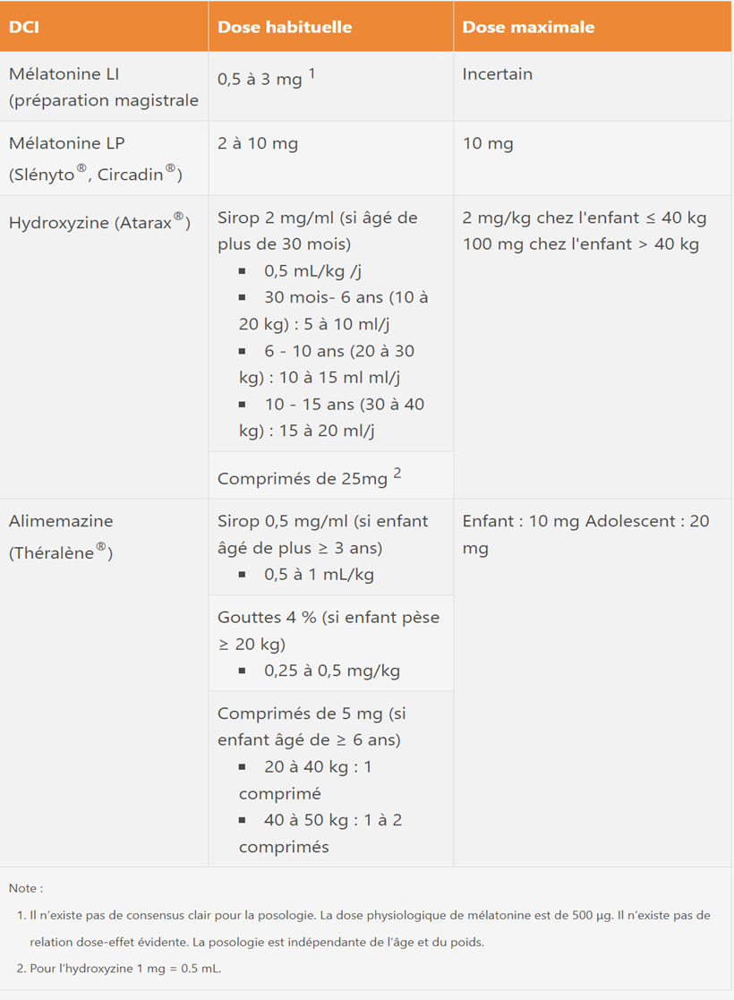 DCI
Dose habituelle
Dose maximale
Mélatonine LI
(préparation magistrale
0,5 à 3 mg 1
Incertain
Mélatonine LP
(Slényto®, Circadin®)
2 à 10 mg
10 mg
Hydroxyzine (Atarax®)
Sirop 2 mg/ml (si âgé de
plus de 30 mois)
▪ 0,5 mL/kg /j
▪ 30 mois- 6 ans (10 à
20 kg) : 5 à 10 ml/j
▪ 6 - 10 ans (20 à 30
kg) : 10 à 15 ml ml/j
▪ 10 - 15 ans (30 à 40
kg) : 15 à 20 ml/j
Comprimés de 25mg 2
2 mg/kg chez l'enfant ≤ 40 kg
100 mg chez l'enfant > 40 kg
Alimemazine
(Théralène®)
Sirop 0,5 mg/ml (si enfant
âgé de plus ≥ 3 ans)
▪ 0,5 à 1 mL/kg
Gouttes 4 % (si enfant pèse
≥ 20 kg)
▪ 0,25 à 0,5 mg/kg
Comprimés de 5 mg (si
enfant âgé de ≥ 6 ans)
▪ 20 à 40 kg : 1
comprimé
▪ 40 à 50 kg : 1 à 2
comprimés
Enfant : 10 mg Adolescent : 20
mg
Note :
1. Il n’existe pas de consensus clair pour la posologie. La dose physiologique de mélatonine est de 500 µg. Il n’existe pas de
relation dose-effet évidente. La posologie est indépendante de l’âge et du poids.
2. Pour l’hydroxyzine 1 mg = 0.5 mL.